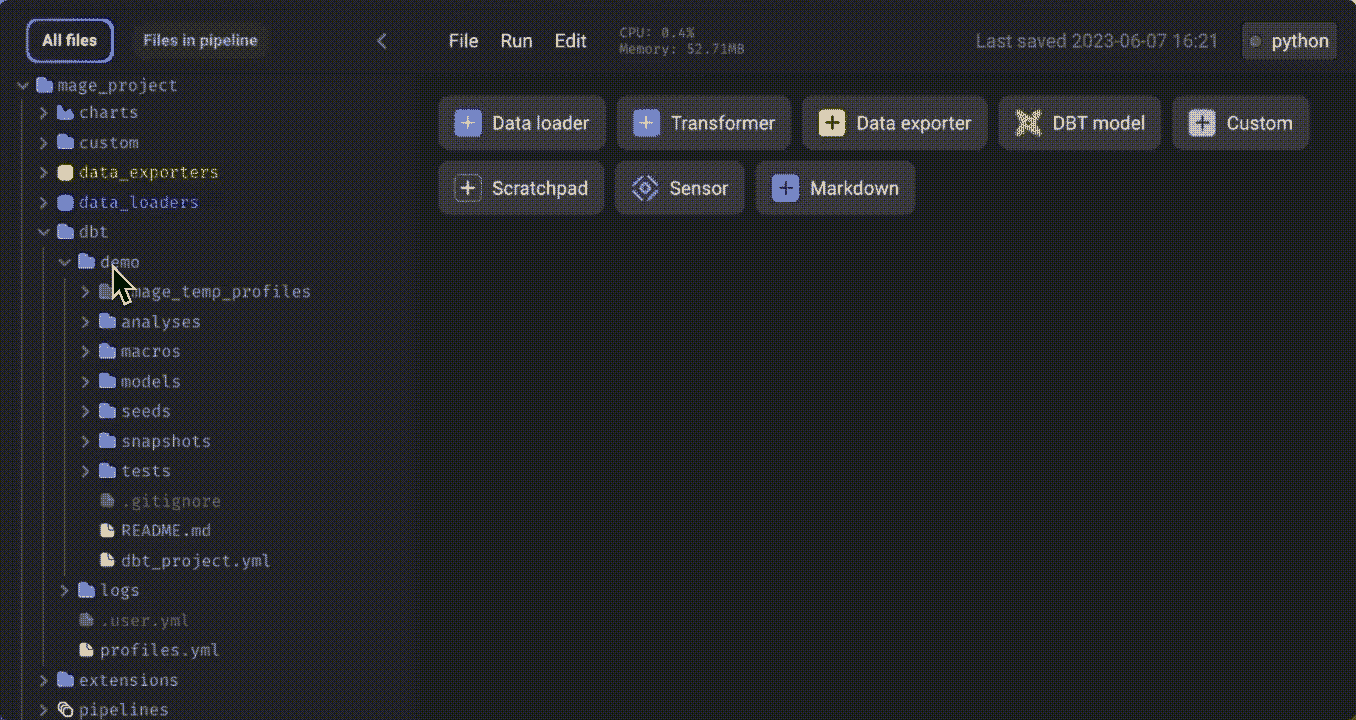 All files
Files in pipeline
File Run Edit
CPU: 0.4%
Memory: 52.71MB
Last saved 2023-06-07 16:21
python
mage_project
charts
custom
data_exporters
data_loaders
dbt
demo
mage_temp_profiles
analyses
macros
models
seeds
snapshots
tests
.gitignore
README.md
dbt_project.yml
logs
.user.yml
profiles.yml
extensions
pipelines
Data loader
Transformer
Data exporter
DBT model
Custom
Scratchpad
Sensor
Markdown